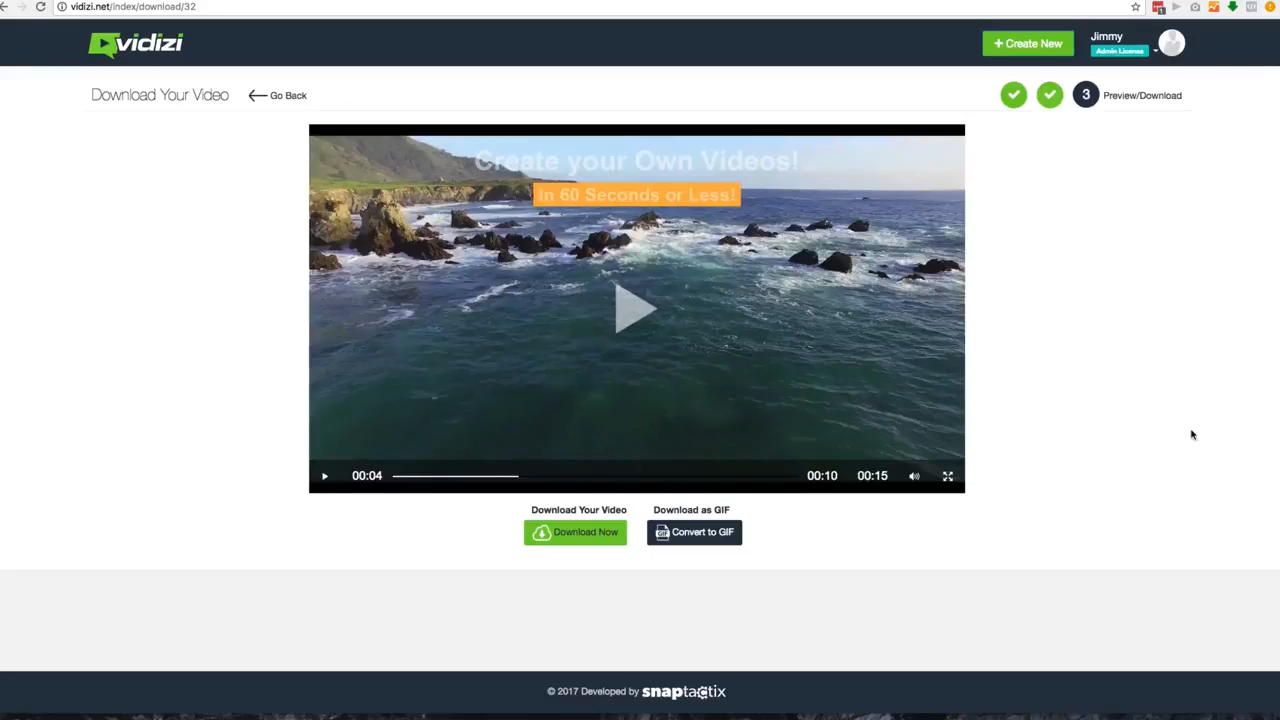 vidizi.net/index/download/32
vidizi
+ Create New
Jimmy
Admin License
Download Your Video
Go Back
3
Preview/Download
Create your Own Videos!
In 60 Seconds or Less!
00:04
00:10
00:15
Download Your Video
Download as GIF
Download Now
GIF
Convert to GIF
© 2017 Developed by snaptactix